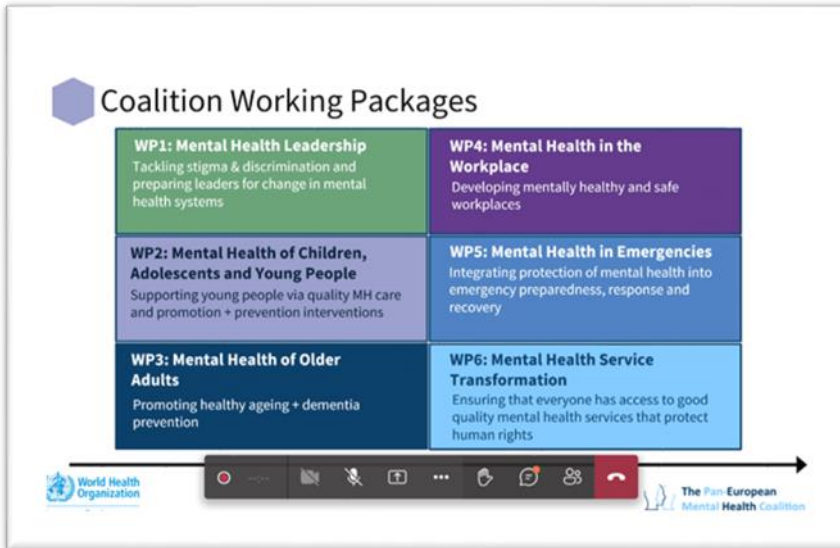 Coalition Working Packages
WP1: Mental Health Leadership
Tackling stigma & discrimination and
preparing leaders for change in mental
health systems
WP2: Mental Health of Children,
Adolescents and Young People
Supporting young people via quality MH care
and promotion + prevention interventions
WP3: Mental Health of Older
Adults
Promoting healthy ageing + dementia
prevention
WP4: Mental Health in the
Workplace
Developing mentally healthy and safe
workplaces
WP5: Mental Health in Emergencies
Integrating protection of mental health into
emergency preparedness, response and
recovery
WP6: Mental Health Service
Transformation
Ensuring that everyone has access to good
quality mental health services that protect
human rights
World Health
Organization
The Pan-European
Mental Health Coalition